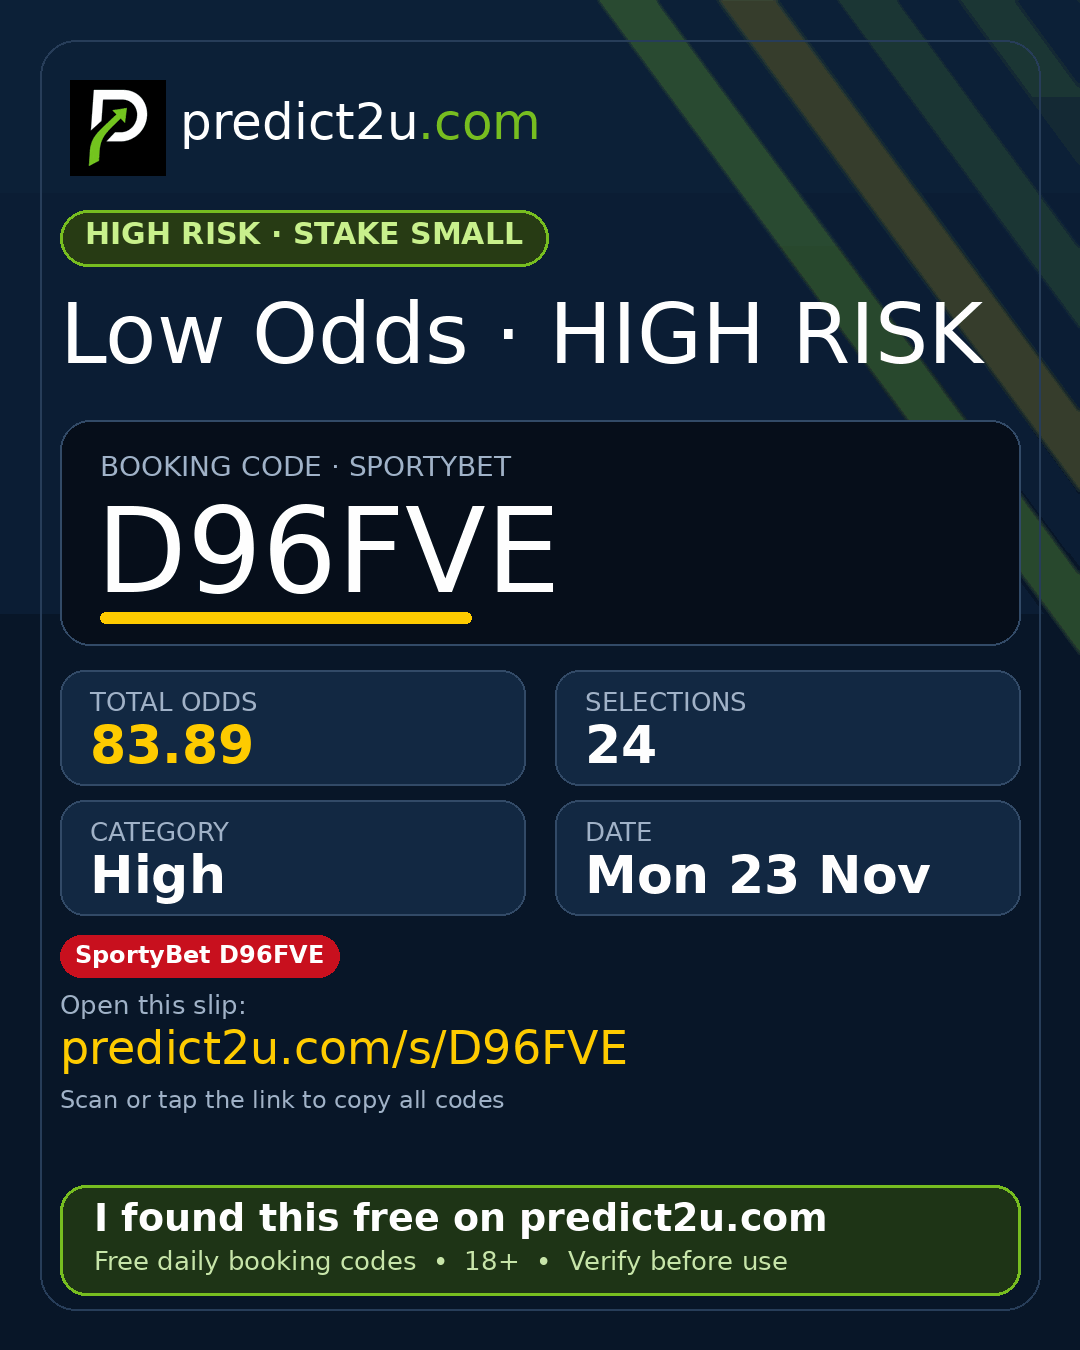 predict2u.com
HIGH RISK · STAKE SMALL
Low Odds · HIGH RISK
BOOKING CODE · SPORTYBET
D96FVE
TOTAL ODDS
83.89
SELECTIONS
24
CATEGORY
High
DATE
Mon 23 Nov
SportyBet D96FVE
Open this slip:
predict2u.com/s/D96FVE
Scan or tap the link to copy all codes
I found this free on predict2u.com
Free daily booking codes • 18+ • Verify before use